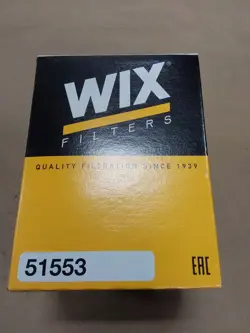 WIX®
FILTERS
QUALITY FILTRATION SINCE 1939
51553
EAC